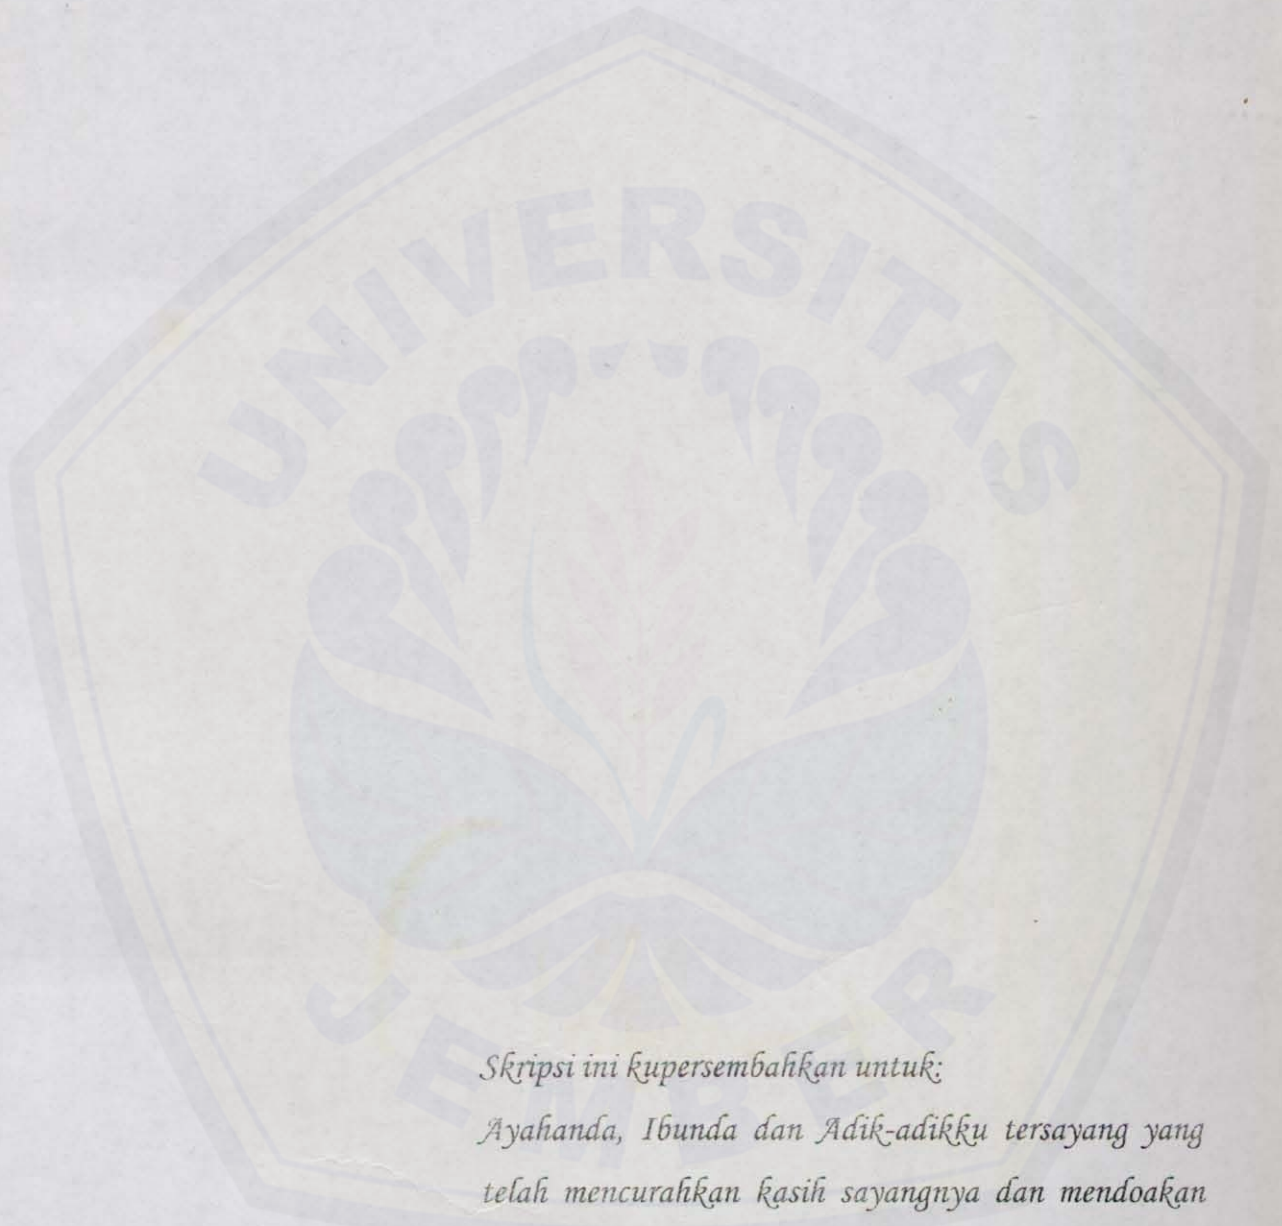 UNIVERSITAS
JEMBER
Skripsi ini kupersembahkan untuk:
Ayahanda, Ibunda dan Adik-adikku tersayang yang
telah mencurahkan kasih sayangnya dan mendoakan